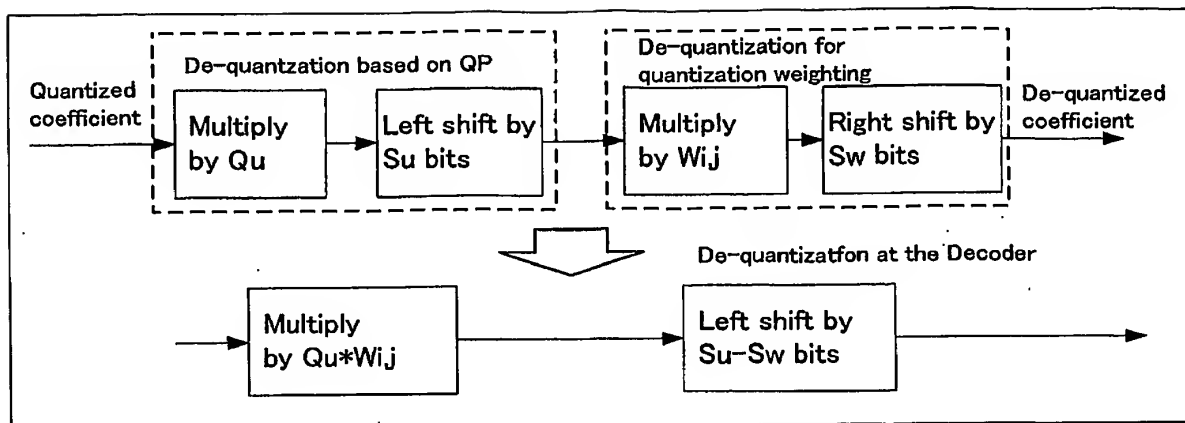 De-quantzation based on QP
De-quantization for
quantization weighting
Quantized
coefficient
Multiply
by Qu
Left shift by
Su bits
Multiply
by Wi,j
Right shift by
Sw bits
De-quantized
coefficient
De-quantizatfon at the Decoder
Multiply
by Qu*Wi,j
Left shift by
Su-Sw bits